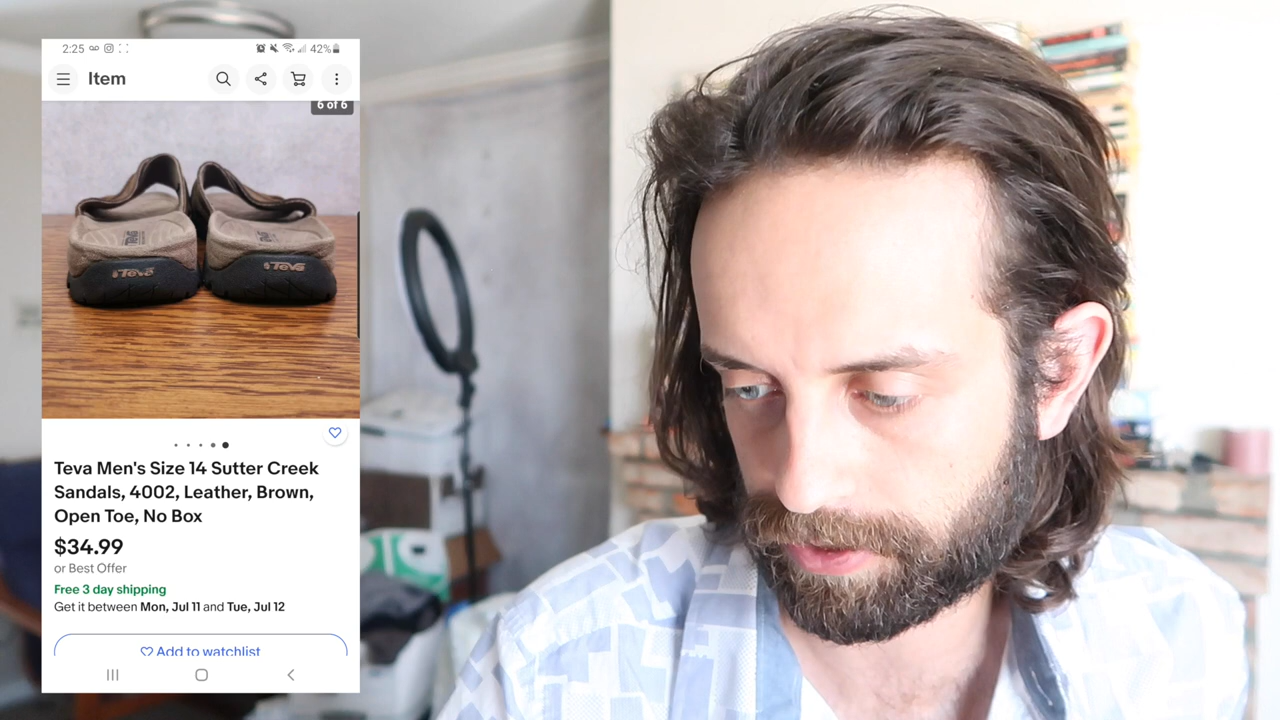 2:25
42%
Item
6 of 6
Teva
Teva
Teva Men's Size 14 Sutter Creek
Sandals, 4002, Leather, Brown,
Open Toe, No Box
$34.99
or Best Offer
Free 3 day shipping
Get it between Mon, Jul 11 and Tue, Jul 12
Add to watchlist